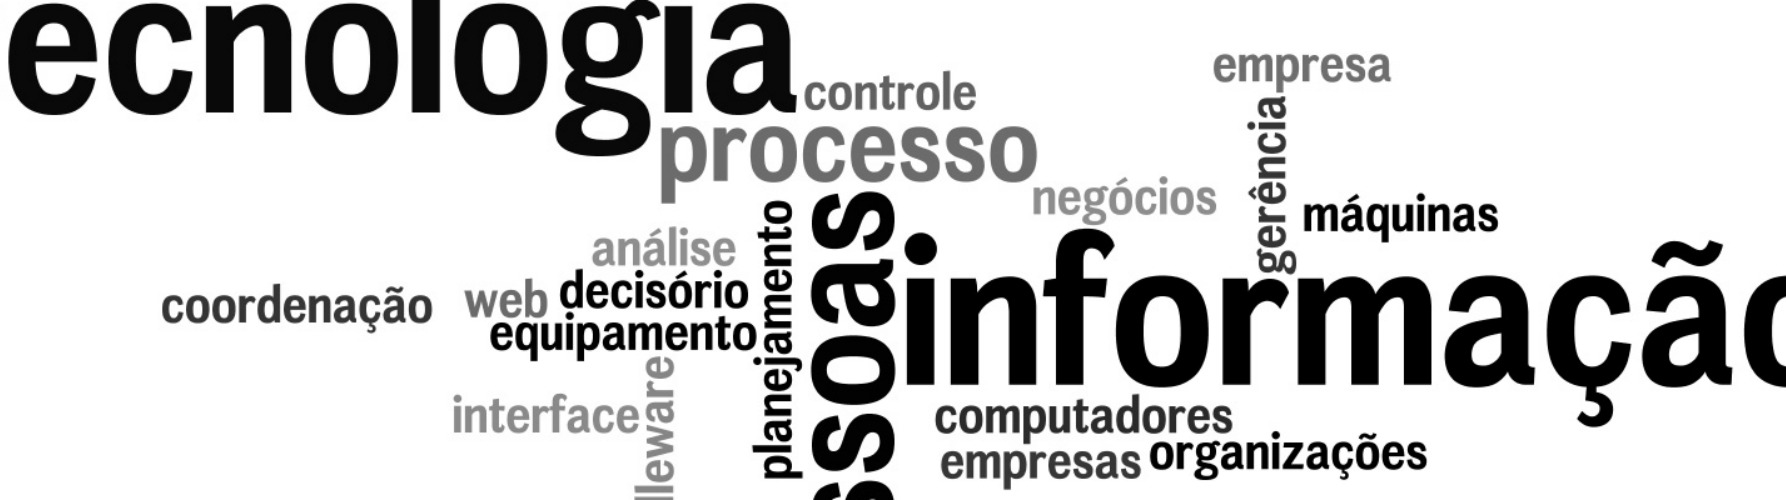 ecnologia
controle
empresa
processo
gerência
negócios
máquinas
análise
planejamento
ssoas
informação
coordenação
web
decisório
equipamento
interface
lleware
computadores
empresas
organizações